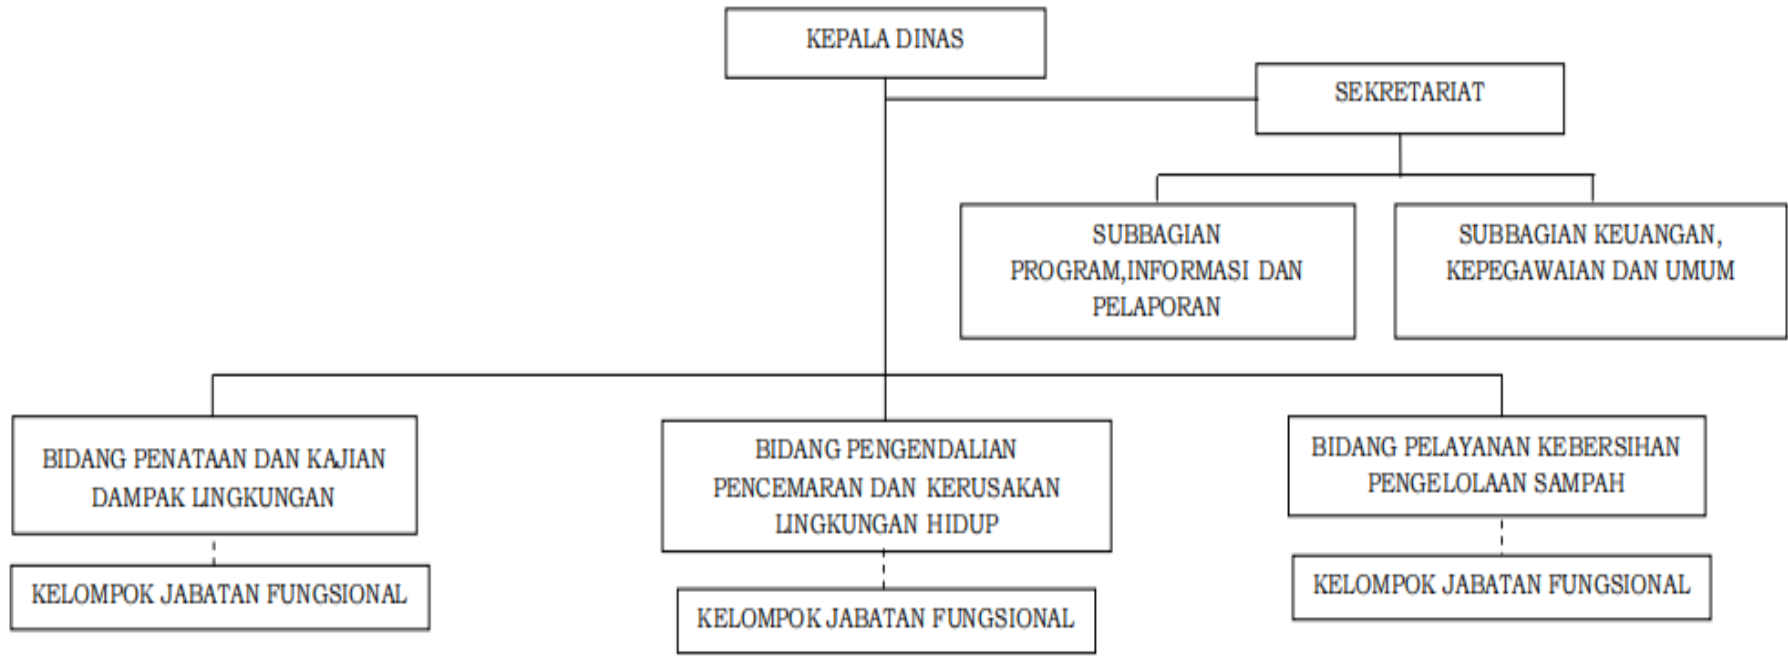 KEPALA DINAS
SEKRETARIAT
SUBBAGIAN
PROGRAM,INFORMASI DAN
PELAPORAN
SUBBAGIAN KEUANGAN,
KEPEGAWAIAN DAN UMUM
BIDANG PENATAAN DAN KAJIAN
DAMPAK LINGKUNGAN
BIDANG PENGENDALIAN
PENCEMARAN DAN KERUSAKAN
LINGKUNGAN HIDUP
BIDANG PELAYANAN KEBERSIHAN
PENGELOLAAN SAMPAH
KELOMPOK JABATAN FUNGSIONAL
KELOMPOK JABATAN FUNGSIONAL
KELOMPOK JABATAN FUNGSIONAL